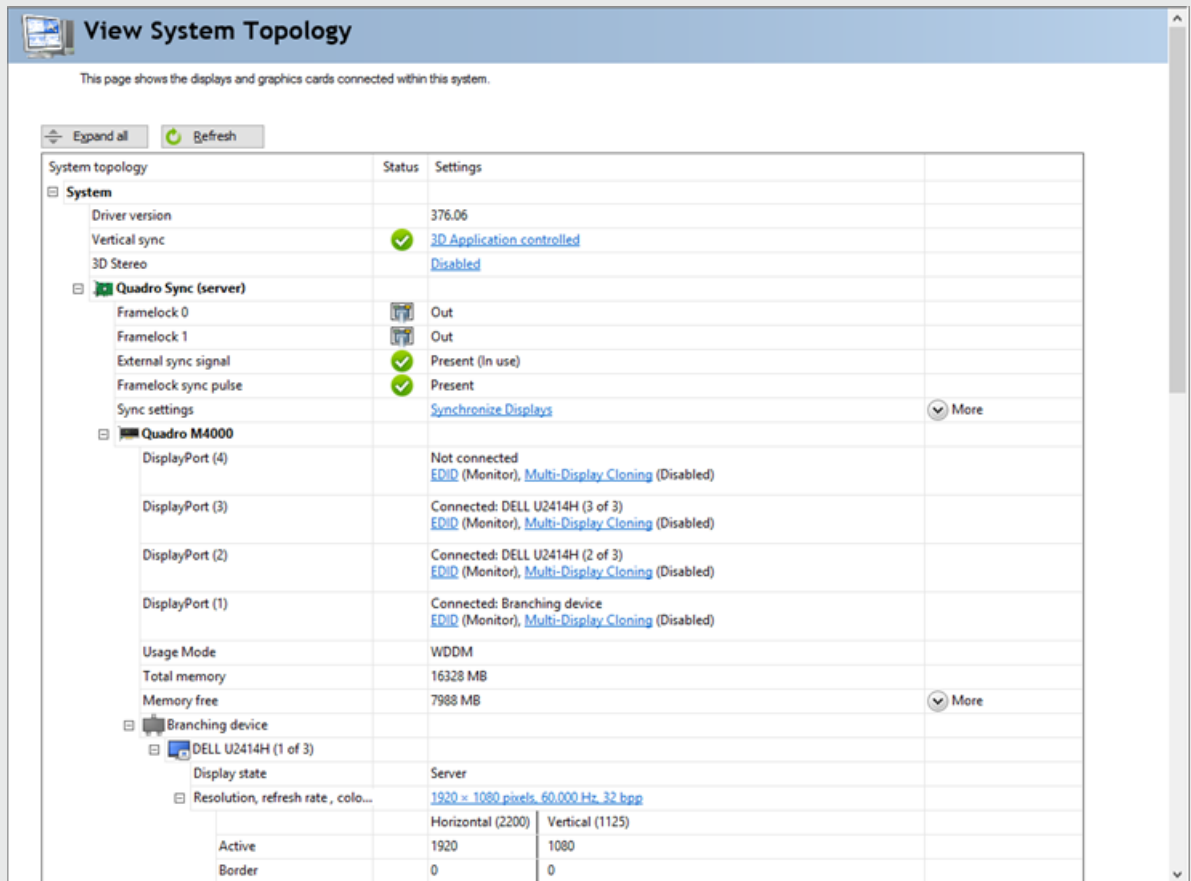 View System Topology
This page shows the displays and graphics cards connected within this system.
Expand all Refresh
System topology Status Settings
System
Driver version 376.06
Vertical sync 3D Application controlled
3D Stereo Disabled
Quadro Sync (server)
Framelock 0 Out
Framelock 1 Out
External sync signal Present (In use)
Framelock sync pulse Present
Sync settings Synchronize Displays More
Quadro M4000
DisplayPort (4) Not connected
EDID (Monitor), Multi-Display Cloning (Disabled)
DisplayPort (3) Connected: DELL U2414H (3 of 3)
EDID (Monitor), Multi-Display Cloning (Disabled)
DisplayPort (2) Connected: DELL U2414H (2 of 3)
EDID (Monitor), Multi-Display Cloning (Disabled)
DisplayPort (1) Connected: Branching device
EDID (Monitor), Multi-Display Cloning (Disabled)
Usage Mode WDDM
Total memory 16328 MB
Memory free 7988 MB More
Branching device
DELL U2414H (1 of 3)
Display state Server
Resolution, refresh rate , colo... 1920 × 1080 pixels, 60.000 Hz, 32 bpp
Horizontal (2200) Vertical (1125)
Active 1920 1080
Border 0 0